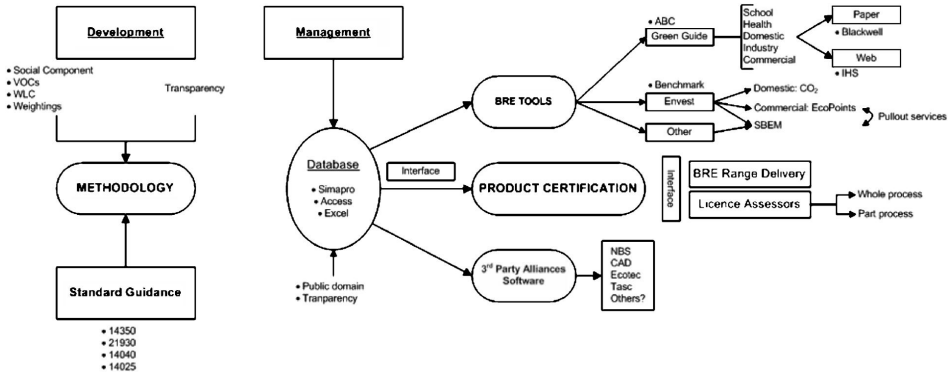 Development
• Social Component
• VOCs
• WLC
• Weightings
Transparency
METHODOLOGY
Standard Guidance
• 14350
• 21930
• 14040
• 14025
Management
Database
• Simapro
• Access
• Excel
• Public domain
• Tranparency
Interface
BRE TOOLS
• ABC
Green Guide
School
Health
Domestic
Industry
Commercial
Paper
• Blackwell
Web
• IHS
• Benchmark
Envest
Other
Domestic: CO₂
Commercial: EcoPoints
SBEM
Pullout services
PRODUCT CERTIFICATION
Interface
BRE Range Delivery
Licence Assessors
Whole process
Part process
3rd Party Alliances
Software
NBS
CAD
Ecotec
Tasc
Others?